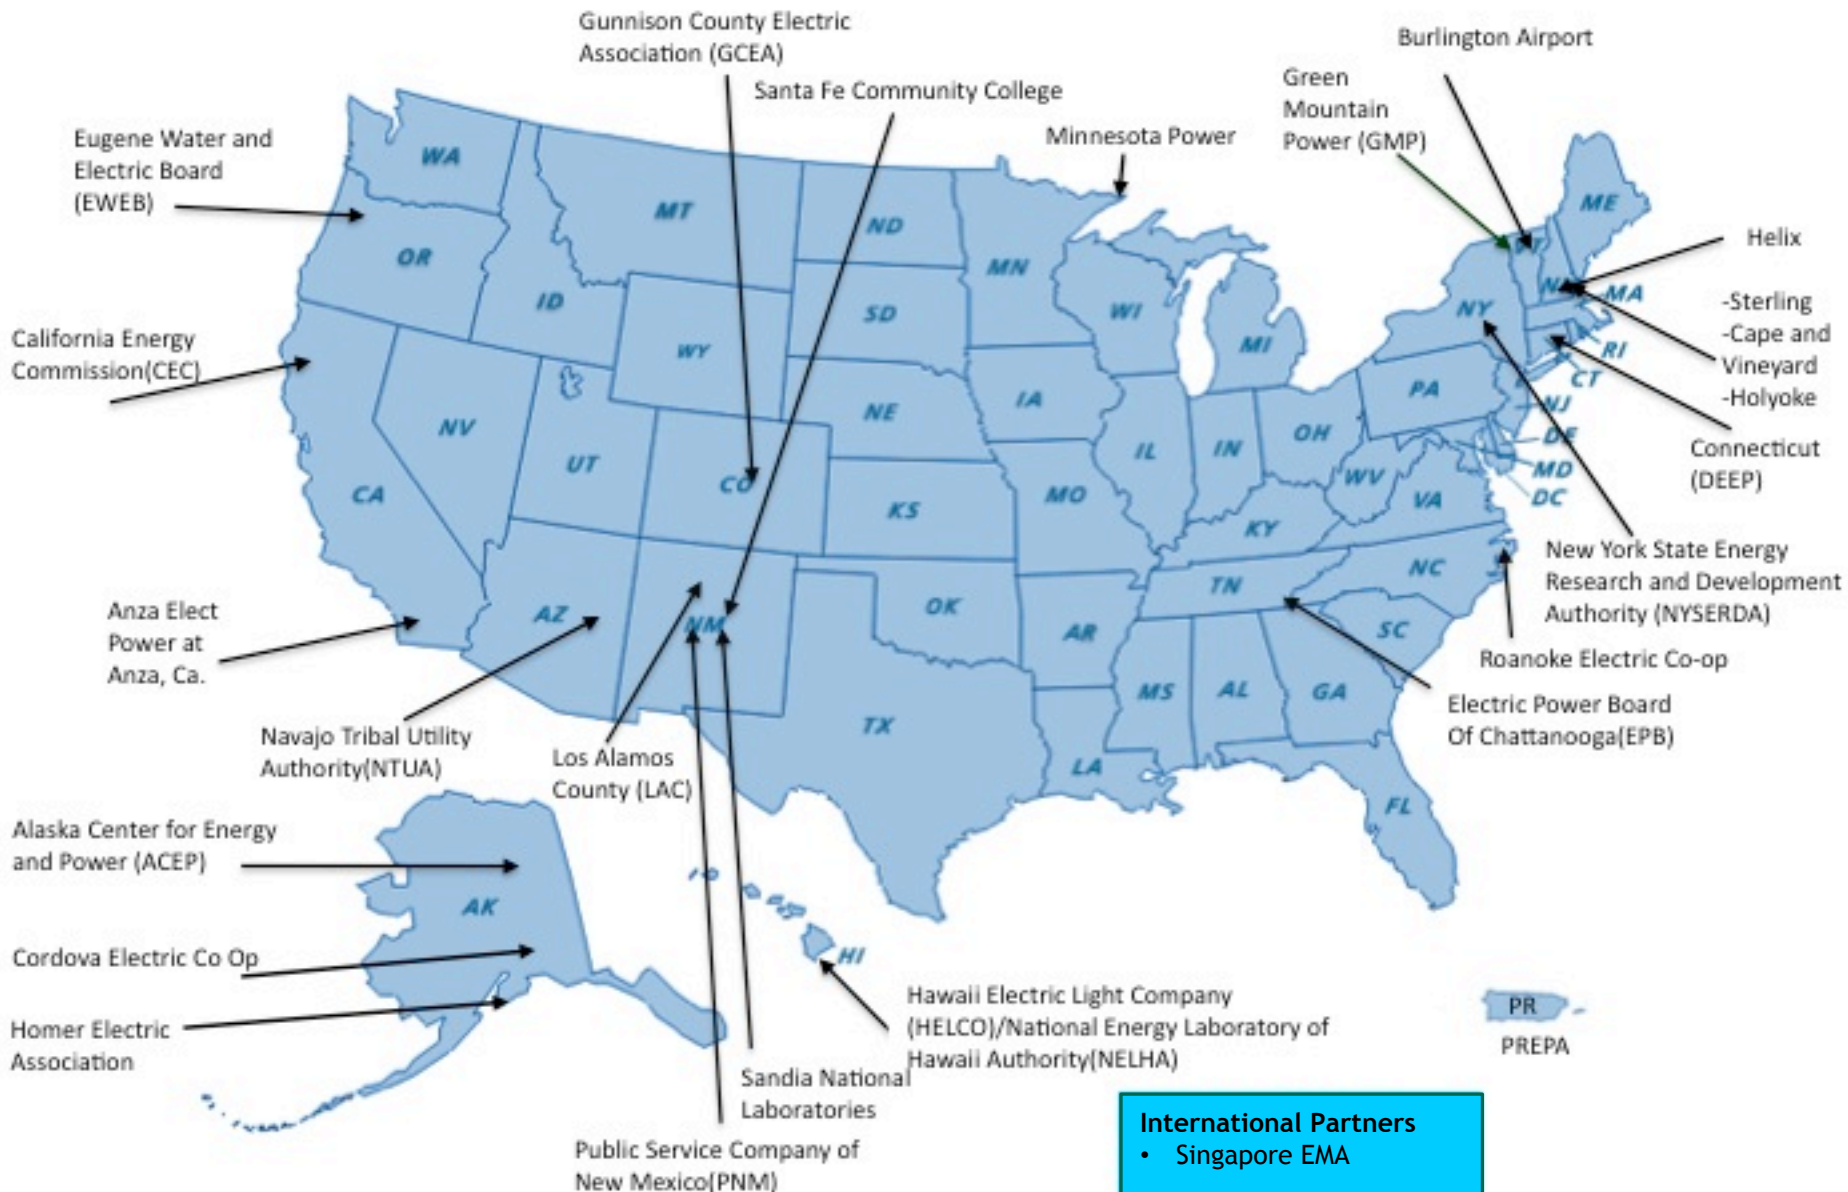 Gunnison County Electric
Association (GCEA)
Santa Fe Community College
Minnesota Power
Burlington Airport
Green
Mountain
Power (GMP)
Eugene Water and
Electric Board
(EWEB)
California Energy
Commission(CEC)
Anza Elect
Power at
Anza, Ca.
Navajo Tribal Utility
Authority(NTUA)
Los Alamos
County (LAC)
Helix
-Sterling
-Cape and
Vineyard
-Holyoke
Connecticut
(DEEP)
New York State Energy
Research and Development
Authority (NYSERDA)
Roanoke Electric Co-op
Electric Power Board
Of Chattanooga(EPB)
WA
OR
CA
NV
ID
MT
WY
UT
AZ
CO
NM
ND
SD
NE
KS
OK
TX
MN
IA
MO
AR
LA
WI
IL
MI
IN
OH
KY
TN
MS
AL
GA
FL
SC
NC
VA
WV
PA
NY
ME
MA
RI
CT
NJ
DE
MD
DC
Alaska Center for Energy
and Power (ACEP)
AK
Cordova Electric Co Op
Homer Electric
Association
HI
Hawaii Electric Light Company
(HELCO)/National Energy Laboratory of
Hawaii Authority(NELHA)
Sandia National
Laboratories
Public Service Company of
New Mexico(PNM)
PR
PREPA
International Partners
• Singapore EMA